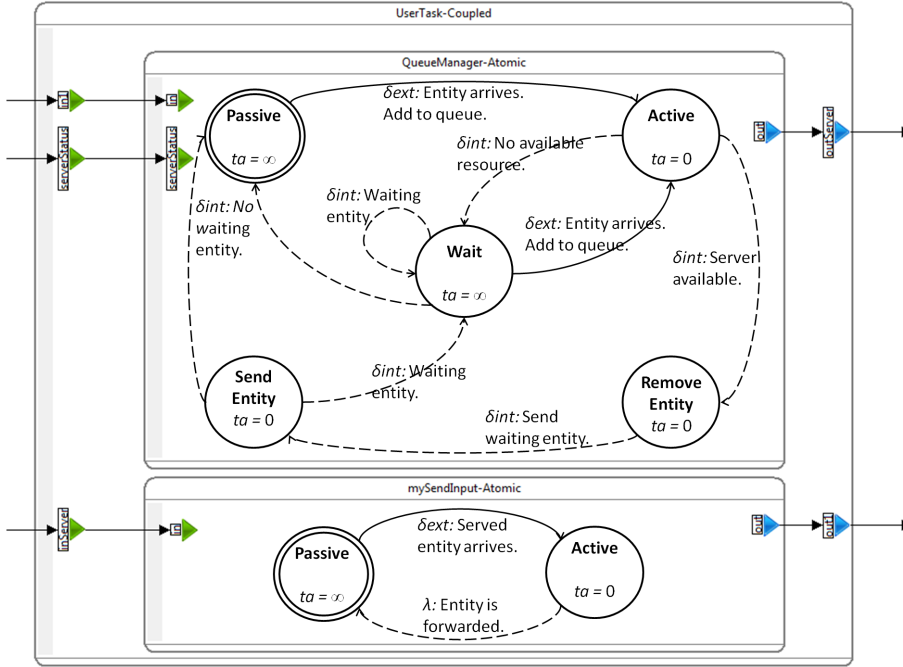 UserTask-Coupled
QueueManager-Atomic
in1
in
serverStatus
serverStatus
Passive
ta = ∞
δext: Entity arrives.
Add to queue.
Active
ta = 0
out
outServer
δint: No available
resource.
δint: Waiting
entity
δint: No
waiting
entity.
Wait
ta = ∞
δext: Entity arrives.
Add to queue.
δint: Server
available.
Send
Entity
ta = 0
δint: Waiting
entity.
Remove
Entity
ta = 0
δint: Send
waiting entity.
mySendInput-Atomic
inServer
in
Passive
ta = ∞
δext: Served
entity arrives.
Active
ta = 0
λ: Entity is
forwarded.
out
out1